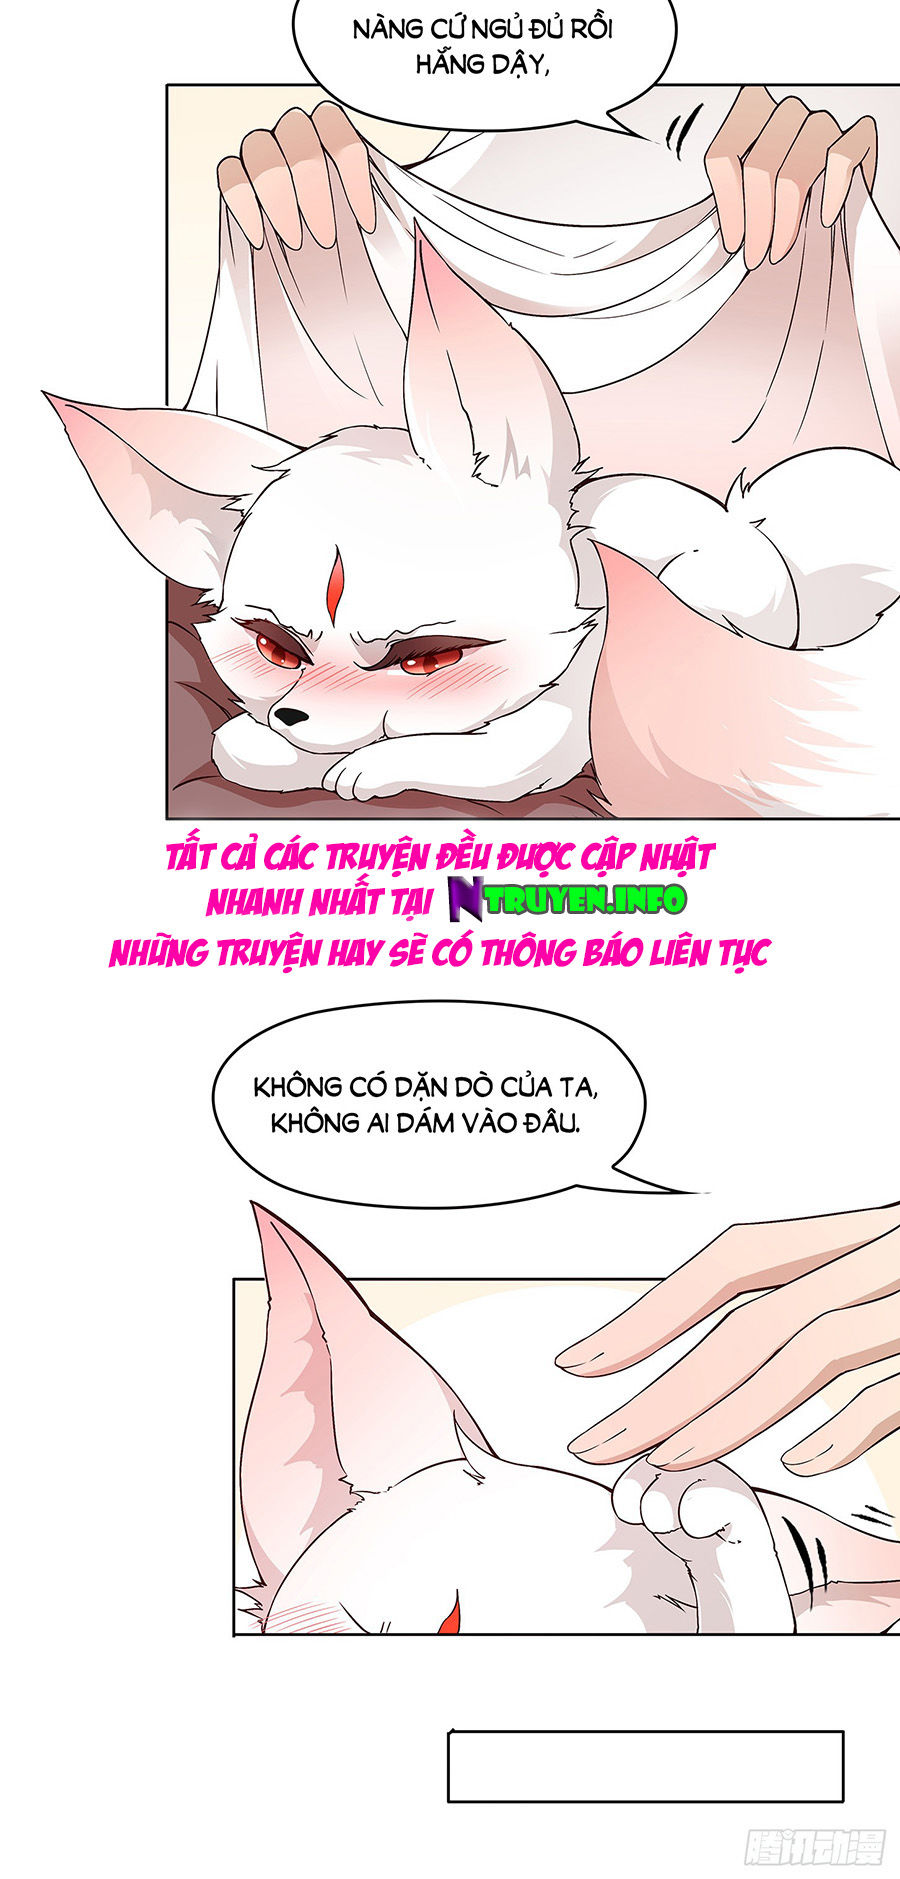 NÀNG CỨ NGỦ ĐỦ RỒI
HẲNG DẬY,
TẤT CẢ CÁC TRUYỆN ĐỀU ĐƯỢC CẬP NHẬT
NHANH NHẤT TẠI NTRUYEN.INFO
NHỮNG TRUYỆN HAY SẼ CÓ THÔNG BÁO LIÊN TỤC
KHÔNG CÓ DẶN DÒ CỦA TA,
KHÔNG AI DÁM VÀO ĐÂU.
腾讯动漫